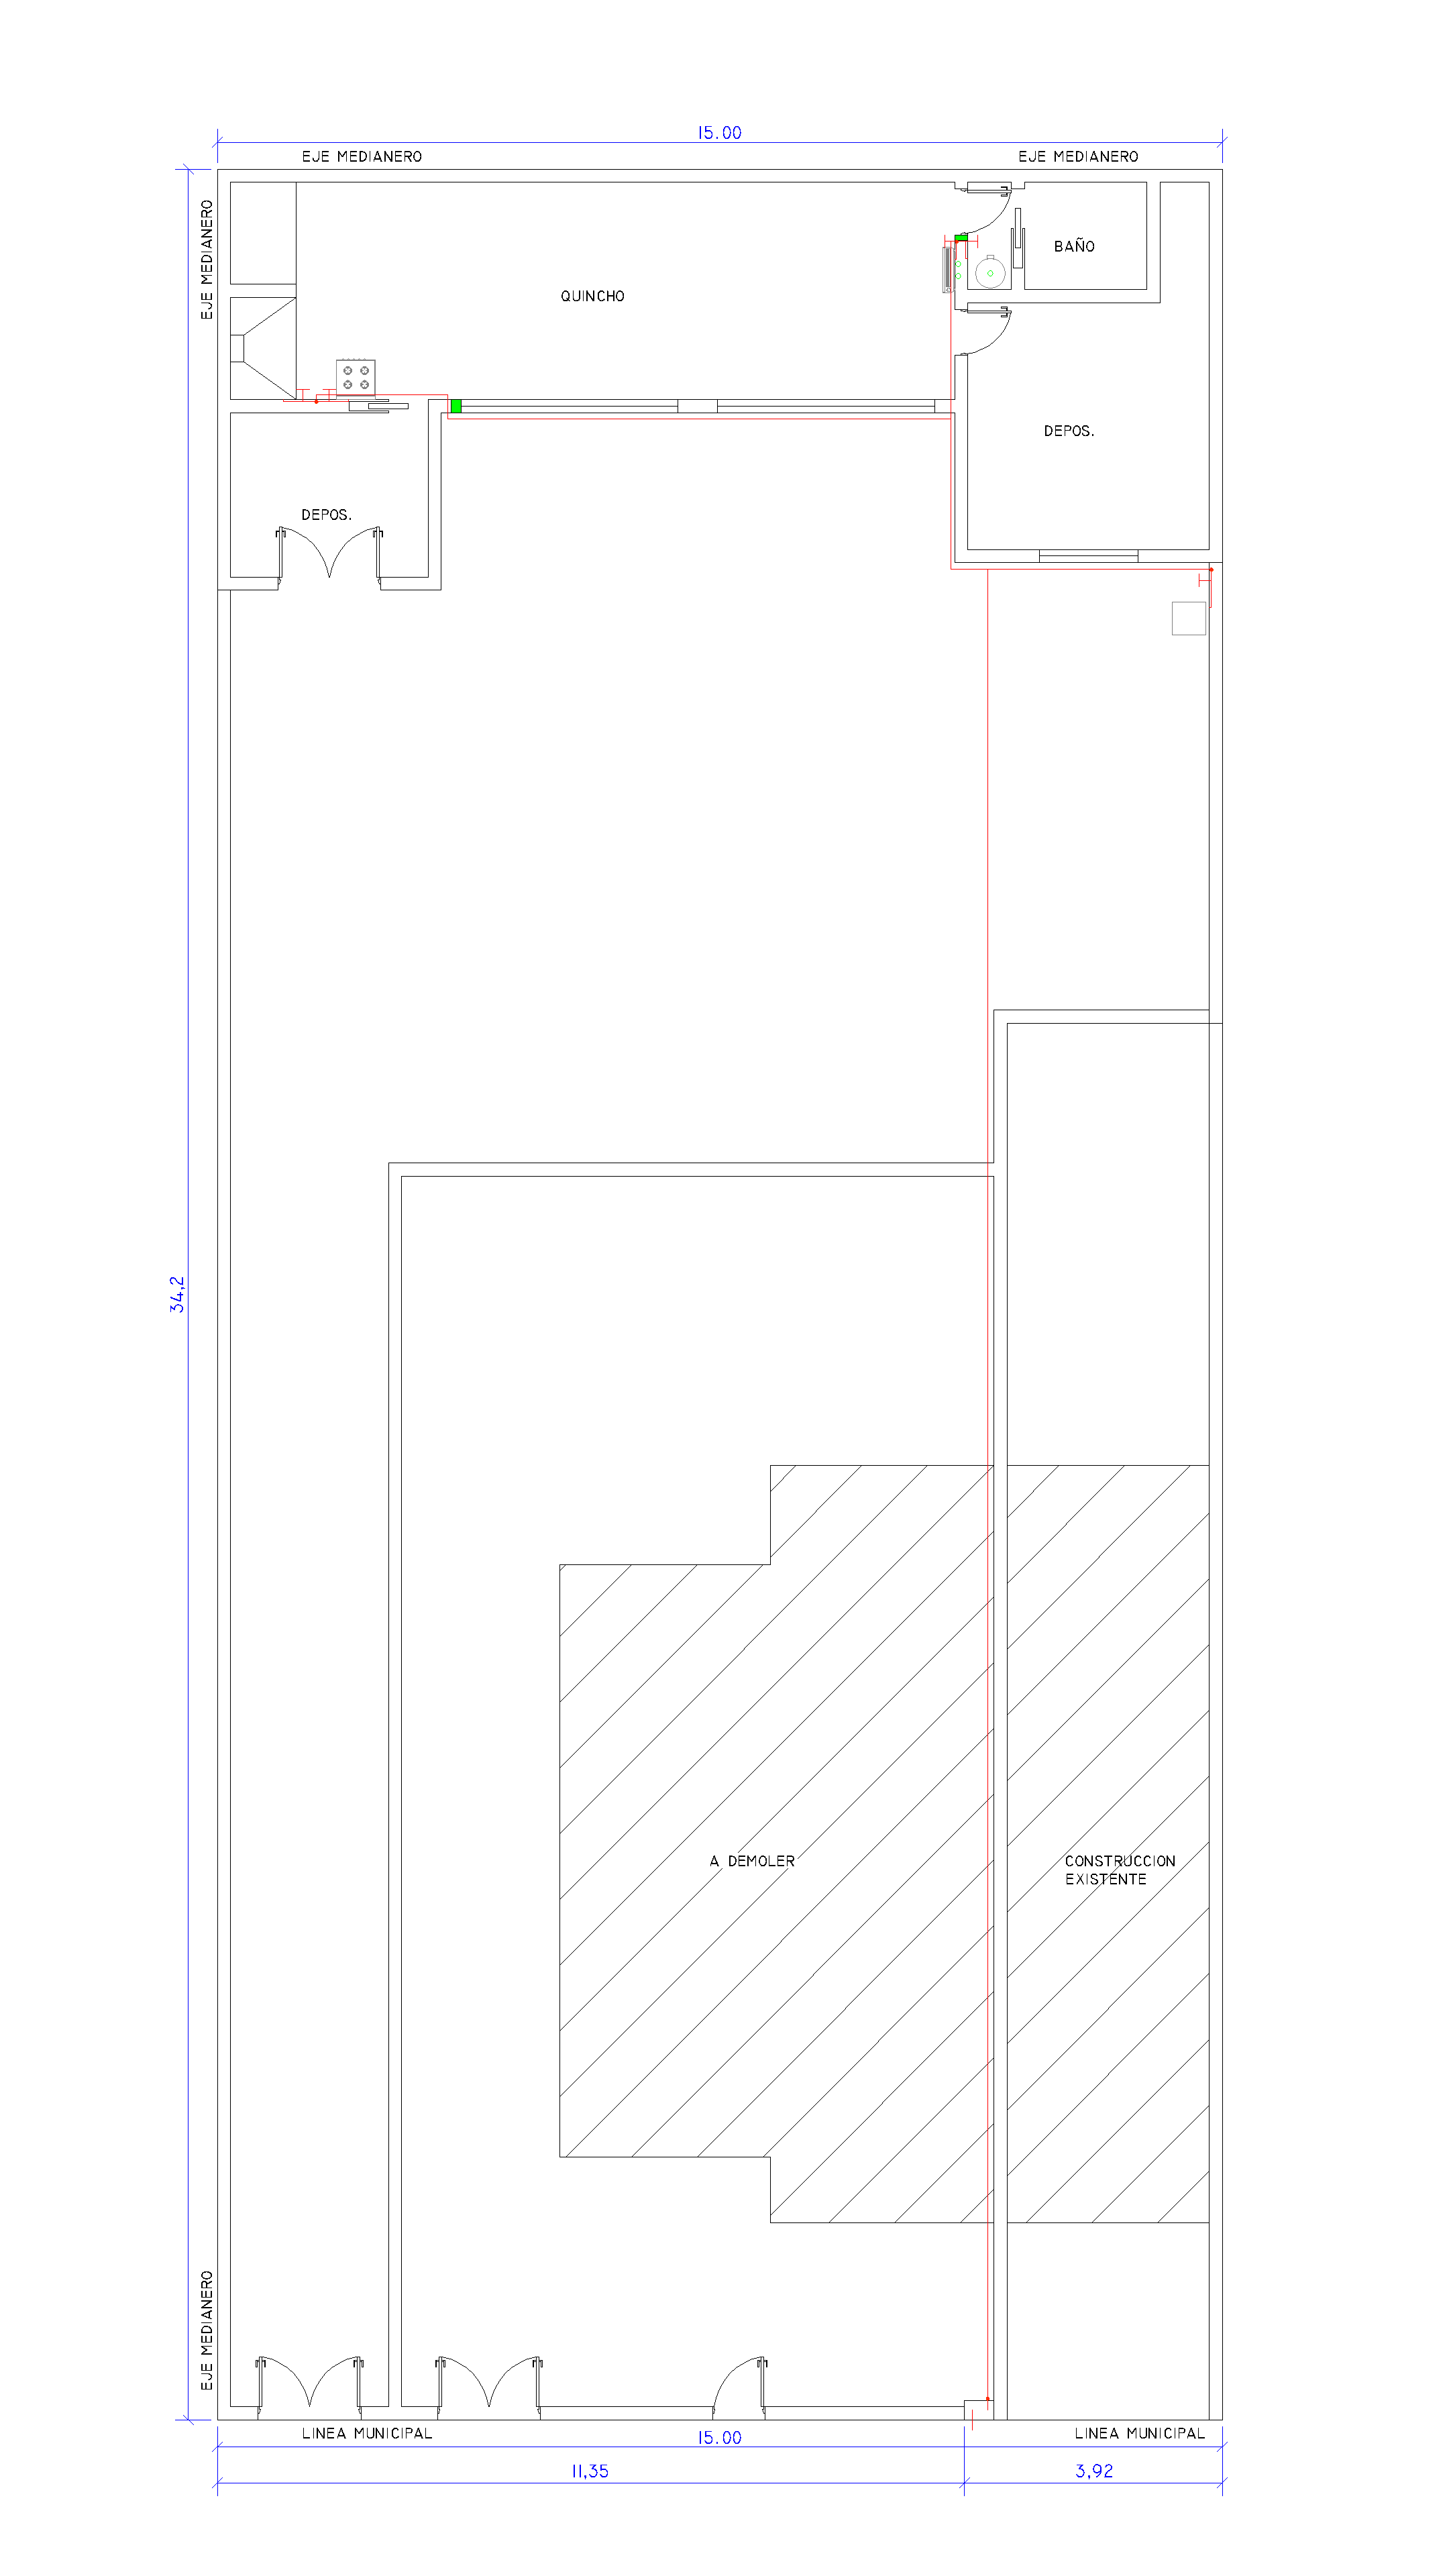 15.00
EJE MEDIANERO
EJE MEDIANERO
EJE MEDIANERO
BAÑO
QUINCHO
DEPOS.
DEPOS.
34,2
A DEMOLER
CONSTRUCCION
EXISTENTE
EJE MEDIANERO
LINEA MUNICIPAL
15.00
LINEA MUNICIPAL
11,35
3,92